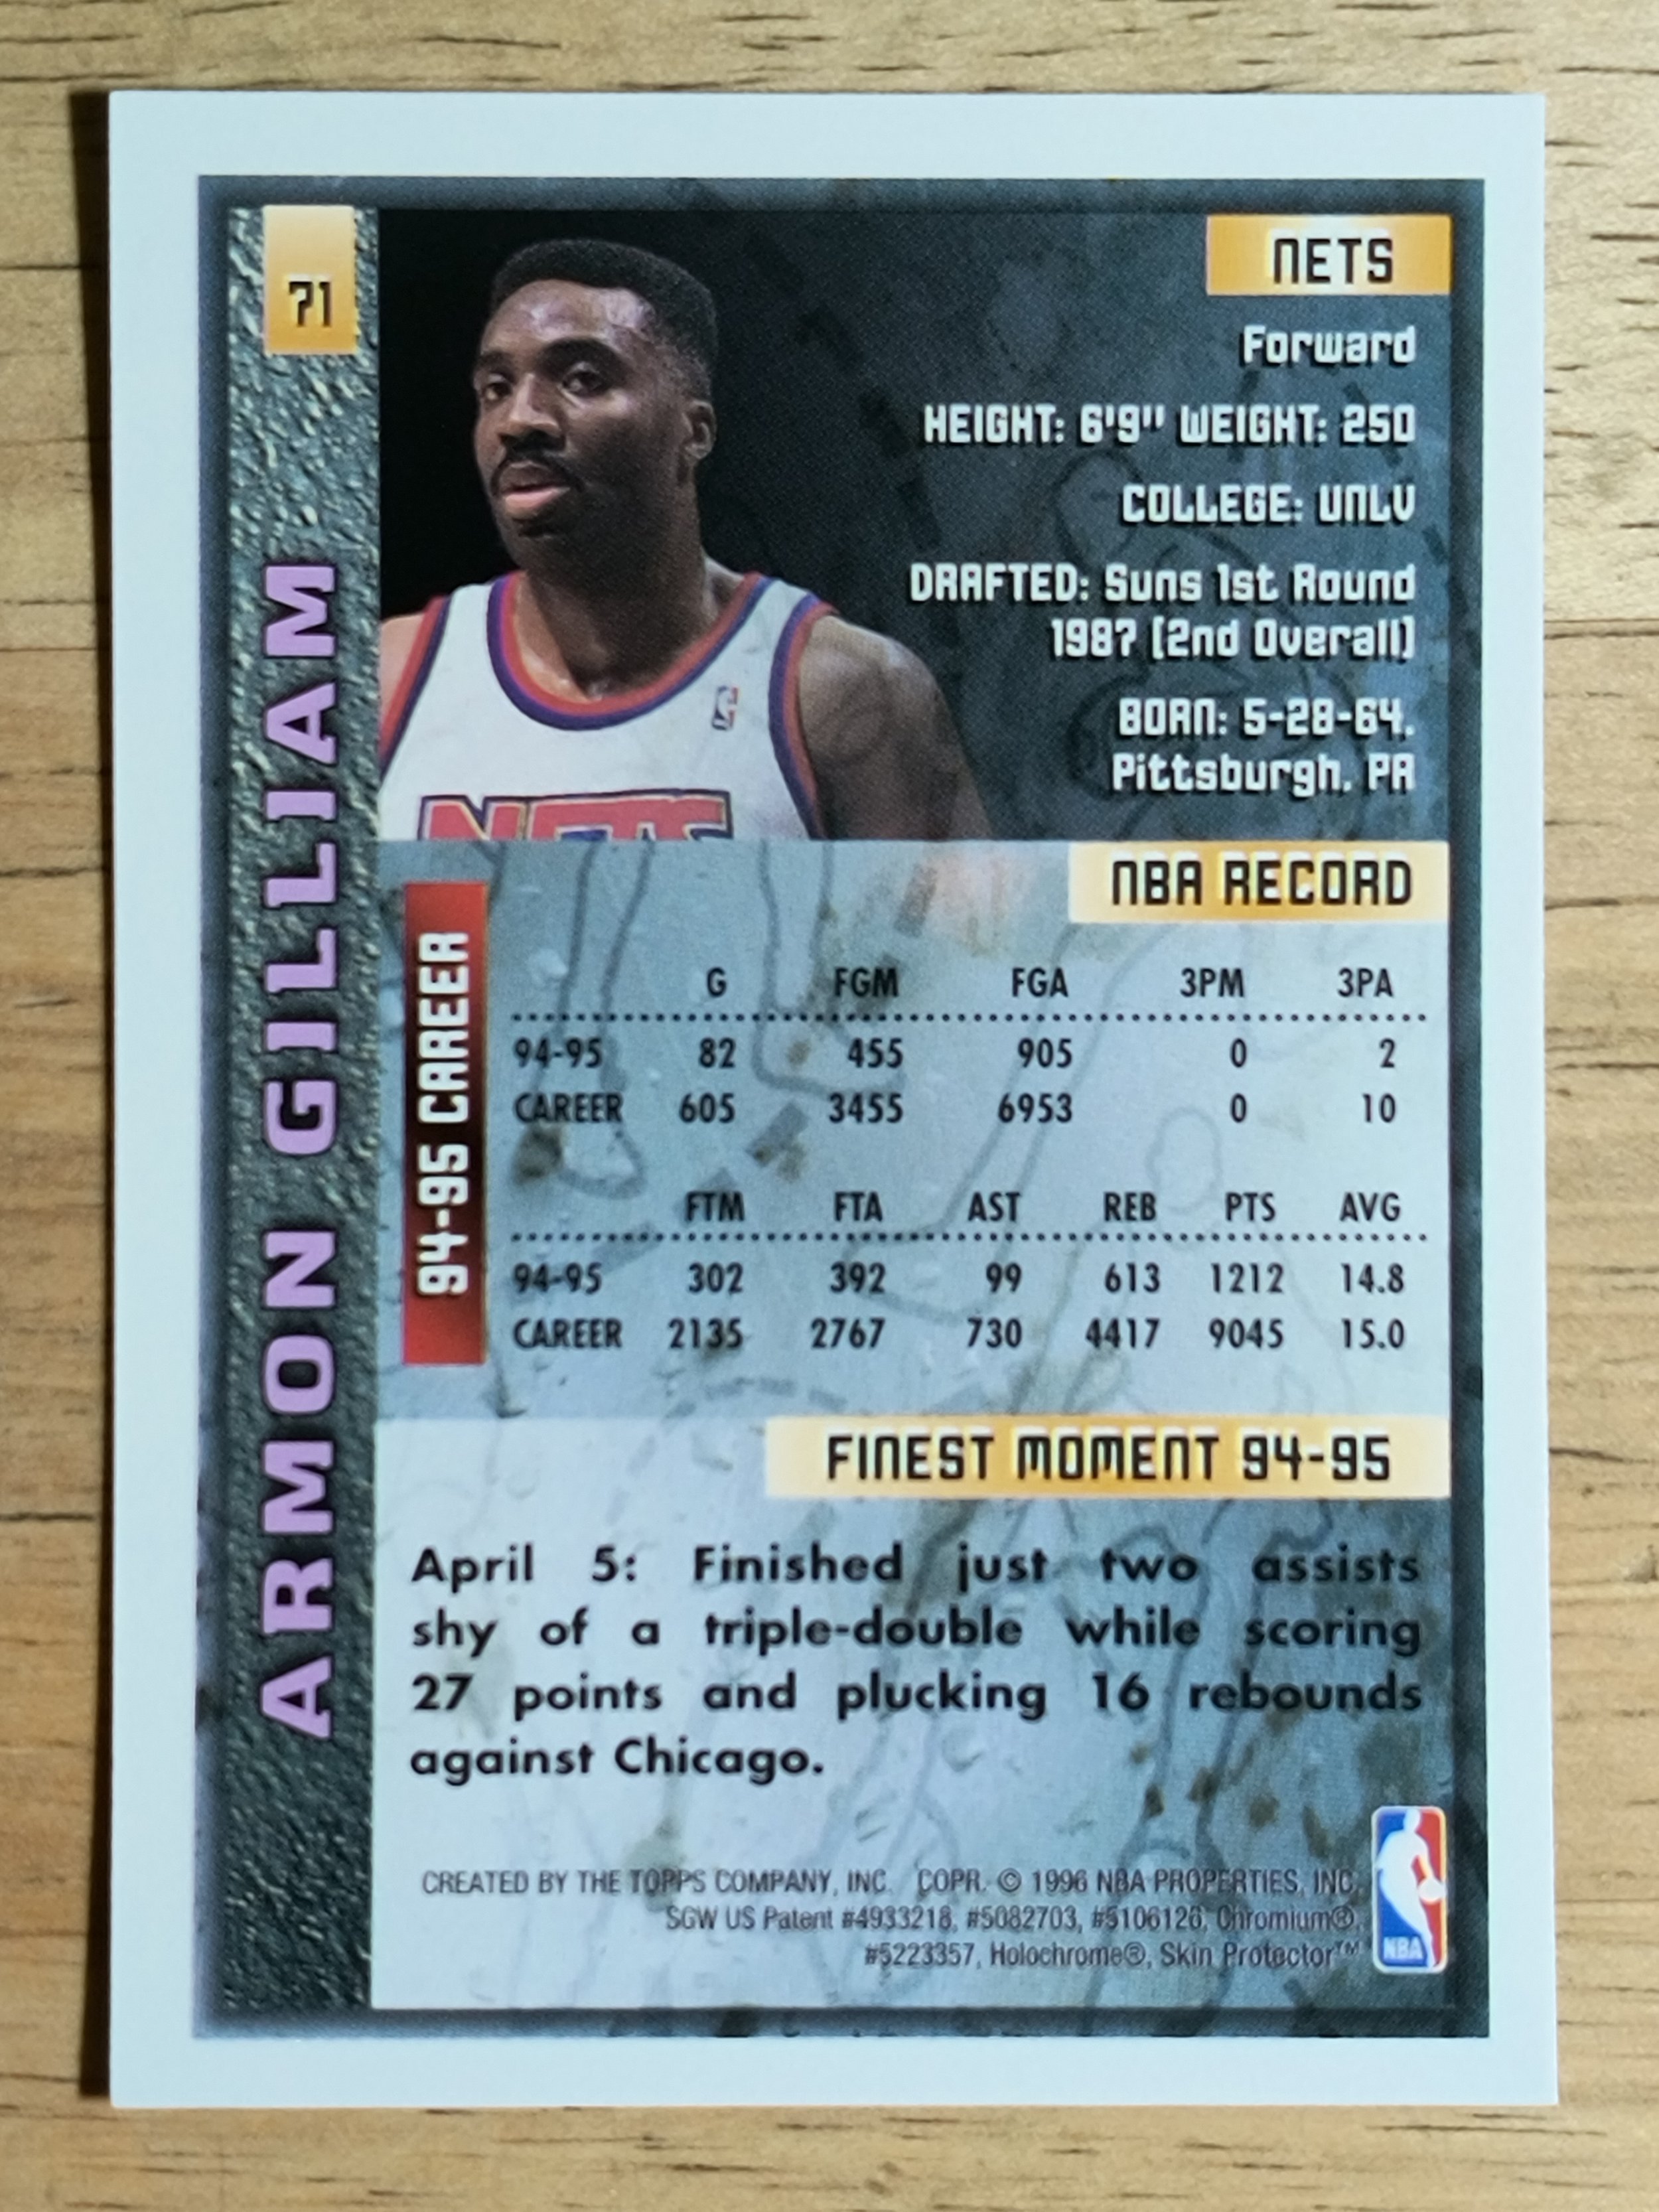 71
ARMON GILLIAM
NETS
Forward
HEIGHT: 6'9" WEIGHT: 250
COLLEGE: UNLV
DRAFTED: Suns 1st Round
1987 (2nd Overall)
BORN: 5-28-64,
Pittsburgh, PA
NETS
NBA RECORD
94-95 CAREER
G FGM FGA 3PM 3PA
94-95 82 455 905 0 2
CAREER 605 3455 6953 0 10
FTM FTA AST REB PTS AVG
94-95 302 392 99 613 1212 14.8
CAREER 2135 2767 730 4417 9045 15.0
FINEST MOMENT 94-95
April 5: Finished just two assists
shy of a triple-double while scoring
27 points and plucking 16 rebounds
against Chicago.
CREATED BY THE TOPPS COMPANY, INC. COPR. © 1996 NBA PROPERTIES, INC.
SGW US Patent #4933218, #5082703, #5106126, Chromium®,
#5223357, Holochrome®, Skin Protector™
NBA